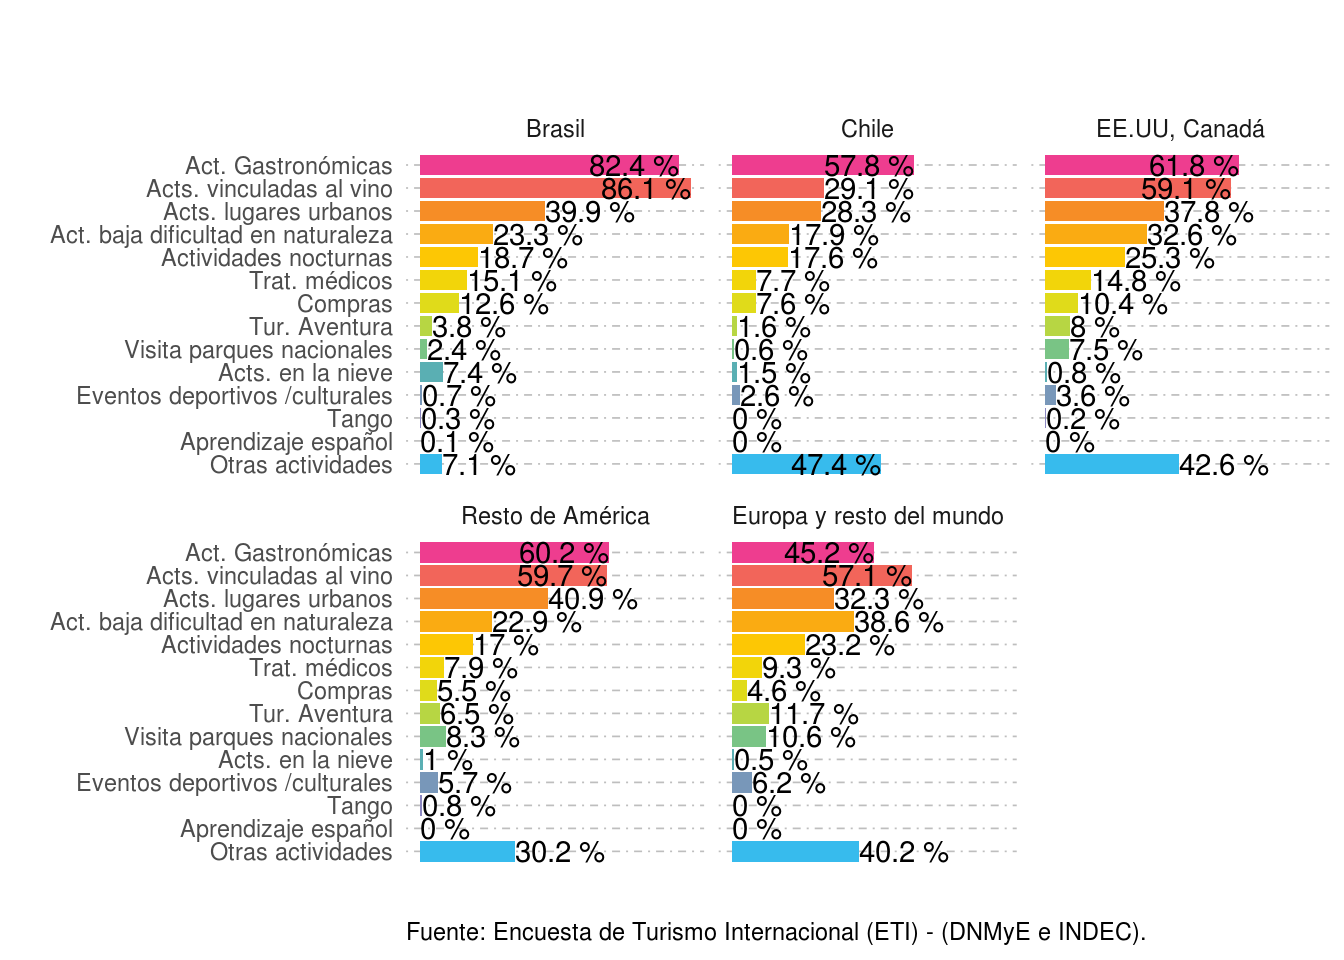 Brasil Chile EE.UU, Canadá
Act. Gastronómicas 82.4 % 57.8 % 61.8 %
Acts. vinculadas al vino 86.1 % 29.1 % 59.1 %
Acts. lugares urbanos 39.9 % 28.3 % 37.8 %
Act. baja dificultad en naturaleza 23.3 % 17.9 % 32.6 %
Actividades nocturnas 18.7 % 17.6 % 25.3 %
Trat. médicos 15.1 % 7.7 % 14.8 %
Compras 12.6 % 7.6 % 10.4 %
Tur. Aventura 3.8 % 1.6 % 8 %
Visita parques nacionales 2.4 % 0.6 % 7.5 %
Acts. en la nieve 7.4 % 1.5 % 0.8 %
Eventos deportivos /culturales 0.7 % 2.6 % 3.6 %
Tango 0.3 % 0 % 0.2 %
Aprendizaje español 0.1 % 0 % 0 %
Otras actividades 7.1 % 47.4 % 42.6 %
Resto de América Europa y resto del mundo
Act. Gastronómicas 60.2 % 45.2 %
Acts. vinculadas al vino 59.7 % 57.1 %
Acts. lugares urbanos 40.9 % 32.3 %
Act. baja dificultad en naturaleza 22.9 % 38.6 %
Actividades nocturnas 17 % 23.2 %
Trat. médicos 7.9 % 9.3 %
Compras 5.5 % 4.6 %
Tur. Aventura 6.5 % 11.7 %
Visita parques nacionales 8.3 % 10.6 %
Acts. en la nieve 1 % 0.5 %
Eventos deportivos /culturales 5.7 % 6.2 %
Tango 0.8 % 0 %
Aprendizaje español 0 % 0 %
Otras actividades 30.2 % 40.2 %
Fuente: Encuesta de Turismo Internacional (ETI) - (DNMyE e INDEC).